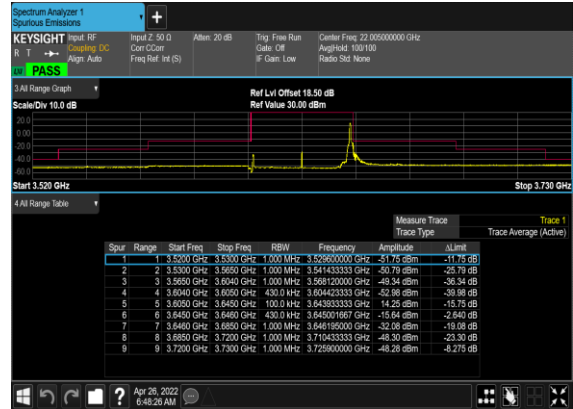 Spectrum Analyzer 1
Spurious Emissions
KEYSIGHT Input: RF Input Z: 50 Ω Atten: 20 dB Trig: Free Run Center Freq: 22.005000000 GHz
R T Coupling: DC Corr CCorr Gate: Off Avg|Hold: 100/100
Align: Auto Freq Ref: Int (S) IF Gain: Low Radio Std: None
PASS
3 All Range Graph
Ref Lvl Offset 18.50 dB
Scale/Div 10.0 dB Ref Value 30.00 dBm
20.0
0.00
-20.0
-40.0
-60.0
Start 3.520 GHz Stop 3.730 GHz
4 All Range Table
Measure Trace Trace 1
Trace Type Trace Average (Active)
Spur Range Start Freq Stop Freq RBW Frequency Amplitude ΔLimit
1 1 3.5200 GHz 3.5300 GHz 1.000 MHz 3.529600000 GHz -51.75 dBm -11.75 dB
2 2 3.5300 GHz 3.5650 GHz 1.000 MHz 3.541433333 GHz -50.79 dBm -25.79 dB
3 3 3.5650 GHz 3.6040 GHz 1.000 MHz 3.568120000 GHz -49.34 dBm -36.34 dB
4 4 3.6040 GHz 3.6050 GHz 430.0 kHz 3.604423333 GHz -52.98 dBm -39.98 dB
5 5 3.6050 GHz 3.6450 GHz 100.0 kHz 3.643933333 GHz 14.25 dBm -15.75 dB
6 6 3.6450 GHz 3.6460 GHz 430.0 kHz 3.645001667 GHz -15.64 dBm -2.640 dB
7 7 3.6460 GHz 3.6850 GHz 1.000 MHz 3.646195000 GHz -32.08 dBm -19.08 dB
8 8 3.6850 GHz 3.7200 GHz 1.000 MHz 3.710433333 GHz -48.30 dBm -23.30 dB
9 9 3.7200 GHz 3.7300 GHz 1.000 MHz 3.725900000 GHz -48.28 dBm -8.275 dB
Apr 26, 2022
6:48:26 AM